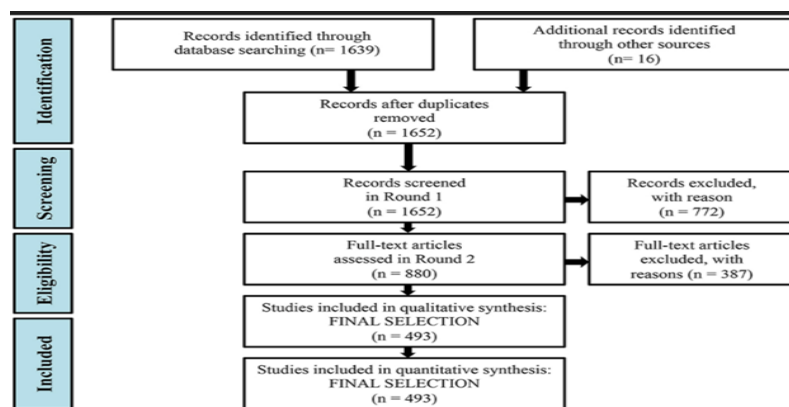 Identification
Records identified through
database searching (n= 1639)
Additional records identified
through other sources
(n= 16)
Records after duplicates
removed
(n = 1652)
Screening
Records screened
in Round 1
(n = 1652)
Records excluded,
with reason
(n = 772)
Eligibility
Full-text articles
assessed in Round 2
(n = 880)
Full-text articles
excluded, with
reasons (n = 387)
Studies included in qualitative synthesis:
FINAL SELECTION
(n = 493)
Included
Studies included in quantitative synthesis:
FINAL SELECTION
(n = 493)